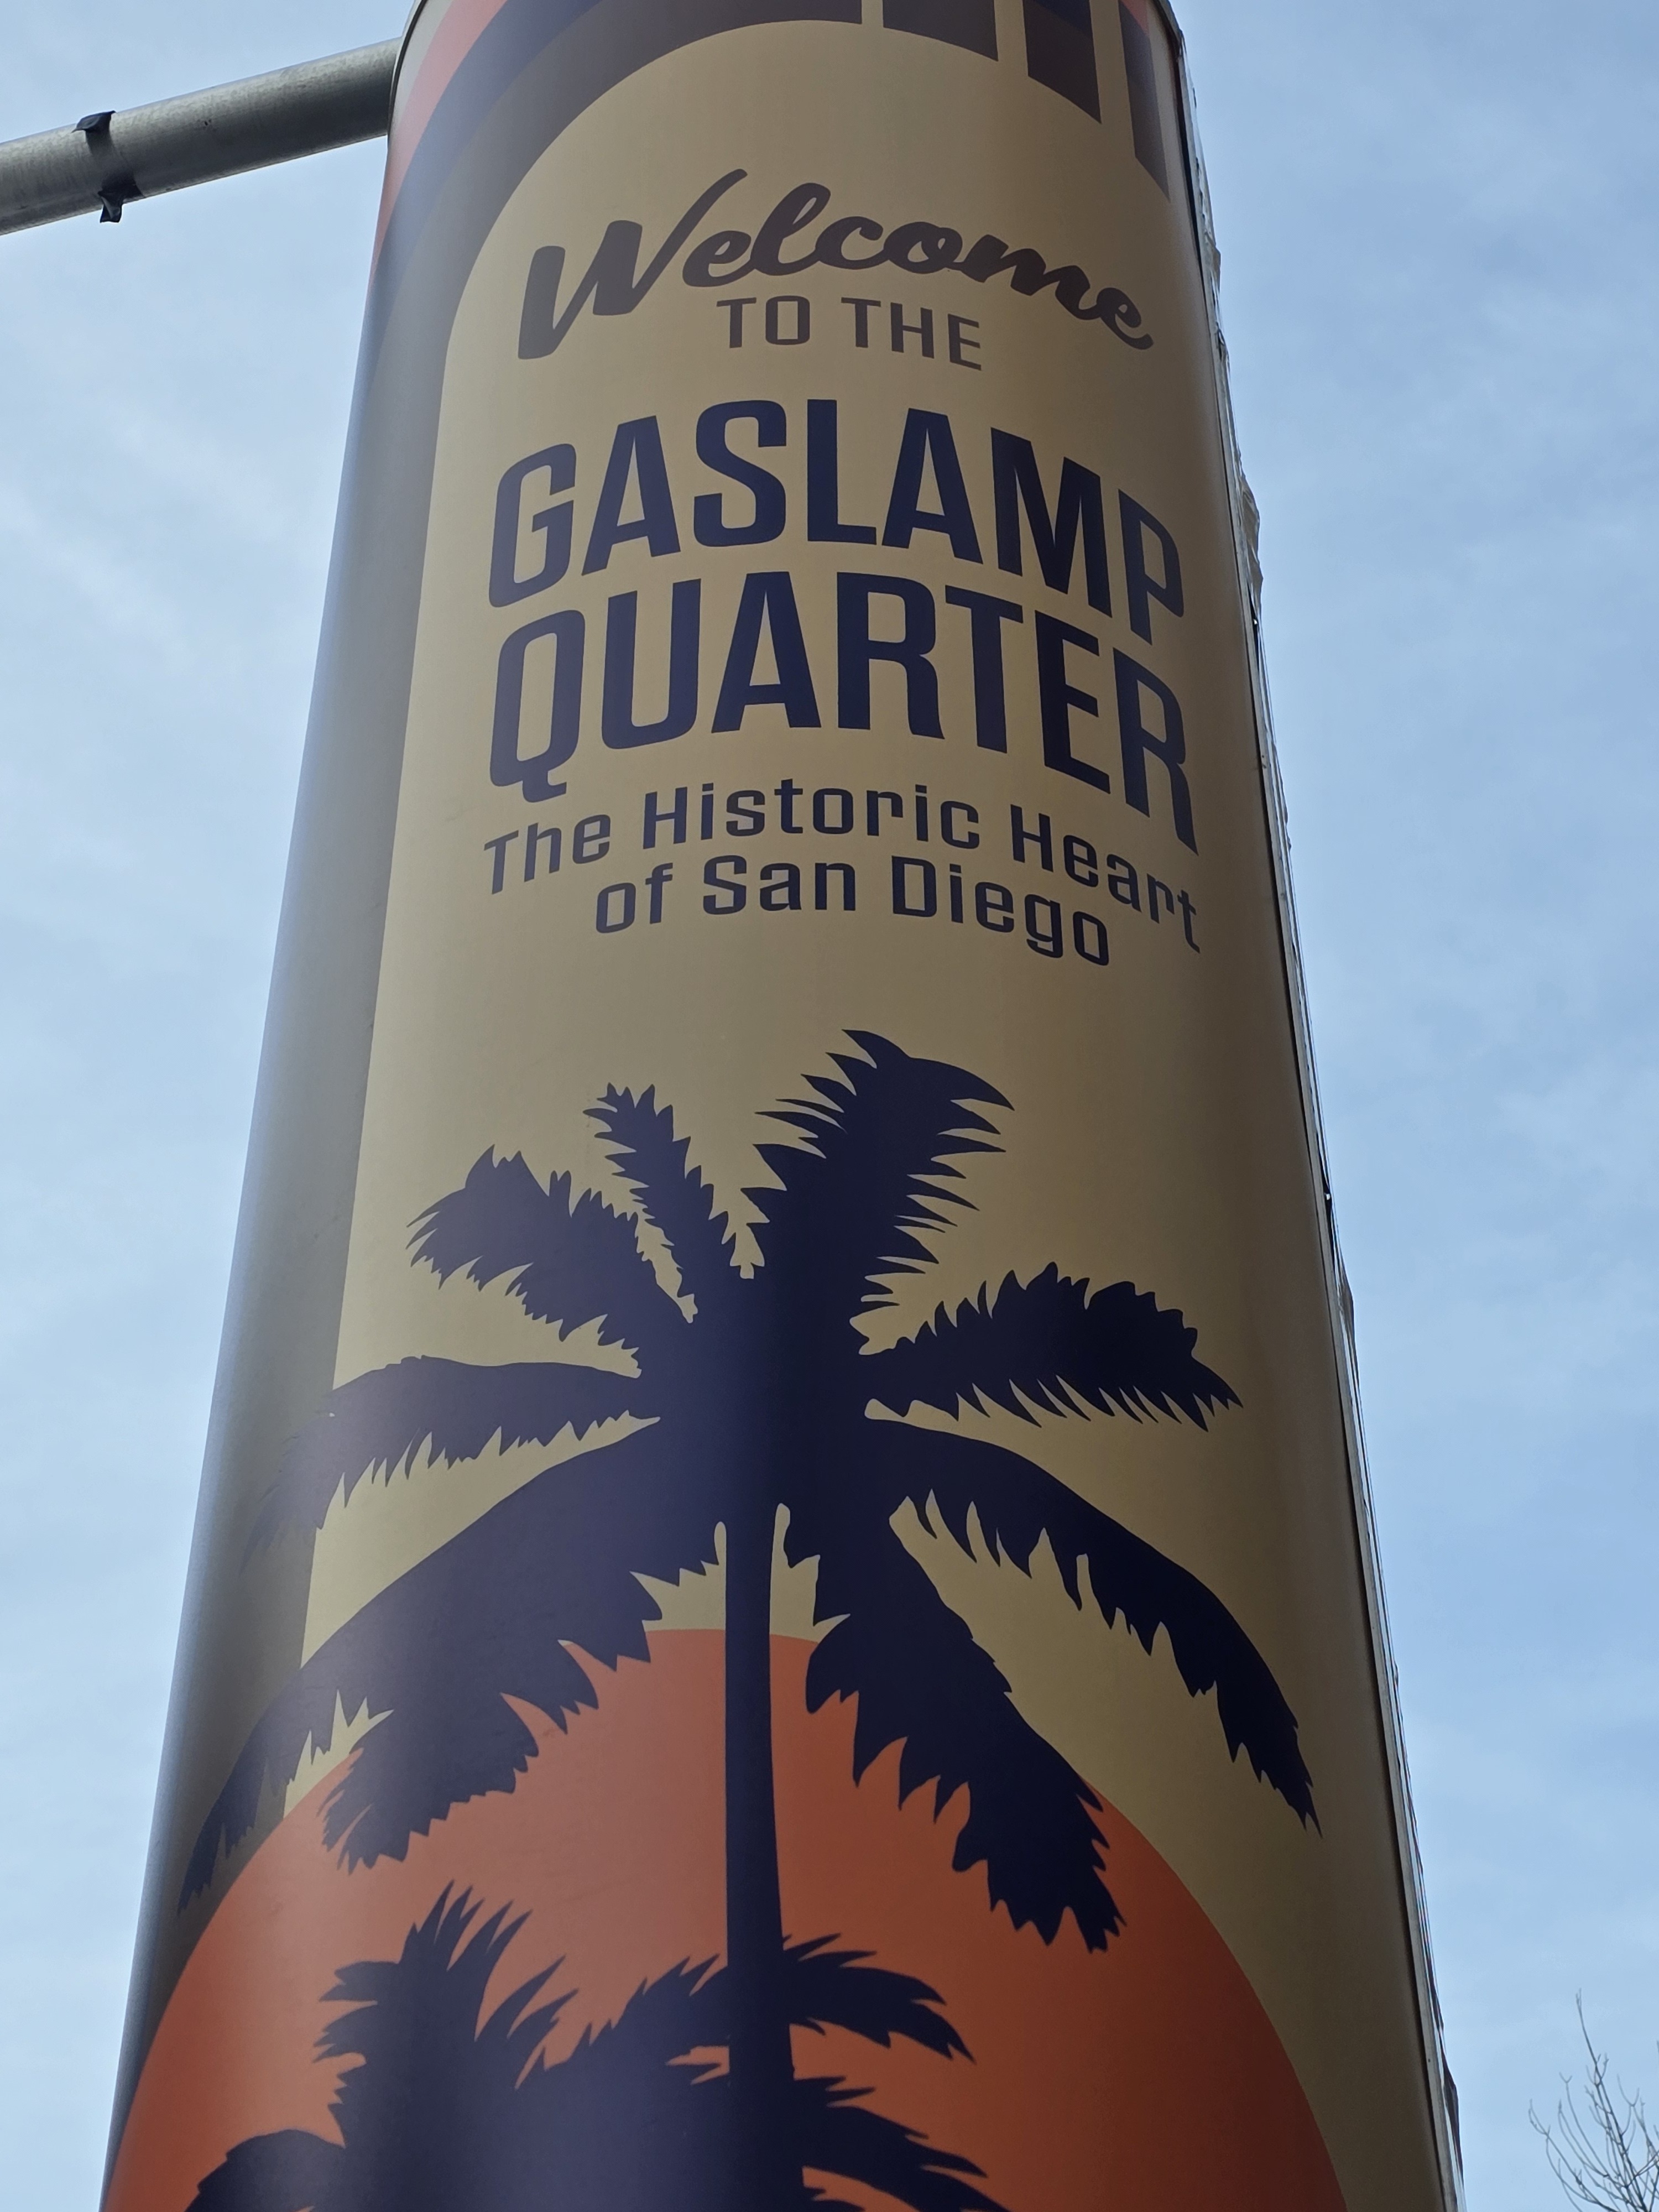 Welcome
TO THE
GASLAMP
QUARTER
The Historic Heart
of San Diego